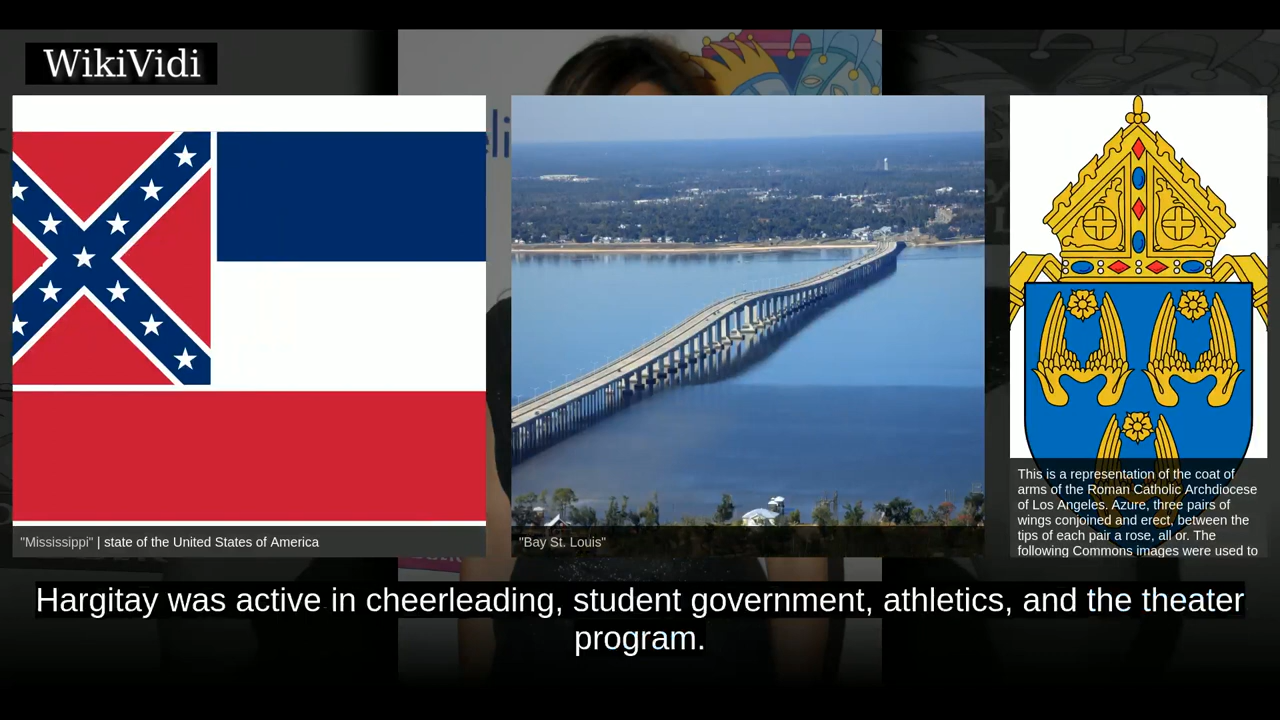 WikiVidi
"Mississippi" | state of the United States of America
"Bay St. Louis"
This is a representation of the coat of
arms of the Roman Catholic Archdiocese
of Los Angeles. Azure, three pairs of
wings conjoined and erect, between the
tips of each pair a rose, all or. The
following Commons images were used to
Hargitay was active in cheerleading, student government, athletics, and the theater
program.